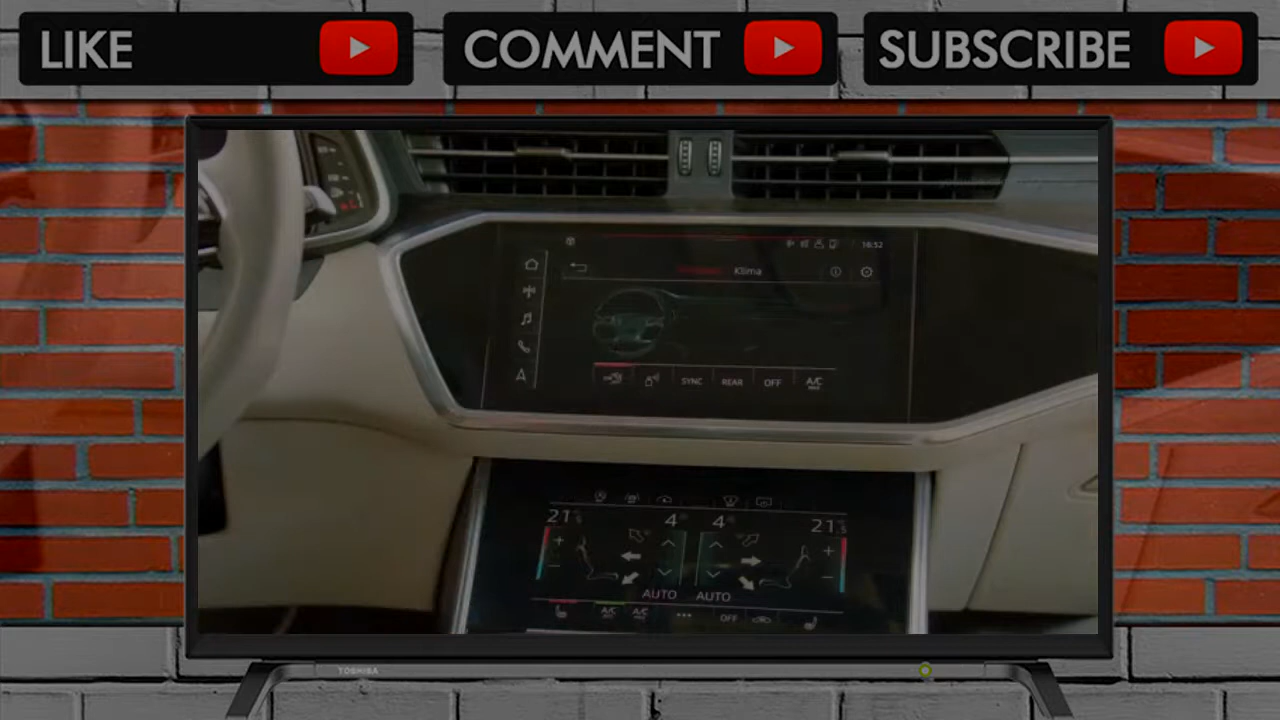 LIKE
COMMENT
SUBSCRIBE
16:52
Klima
SYNC
REAR
OFF
A/C
21
4
4
21
AUTO
AUTO
A/C
A/C
OFF
TOSHIBA